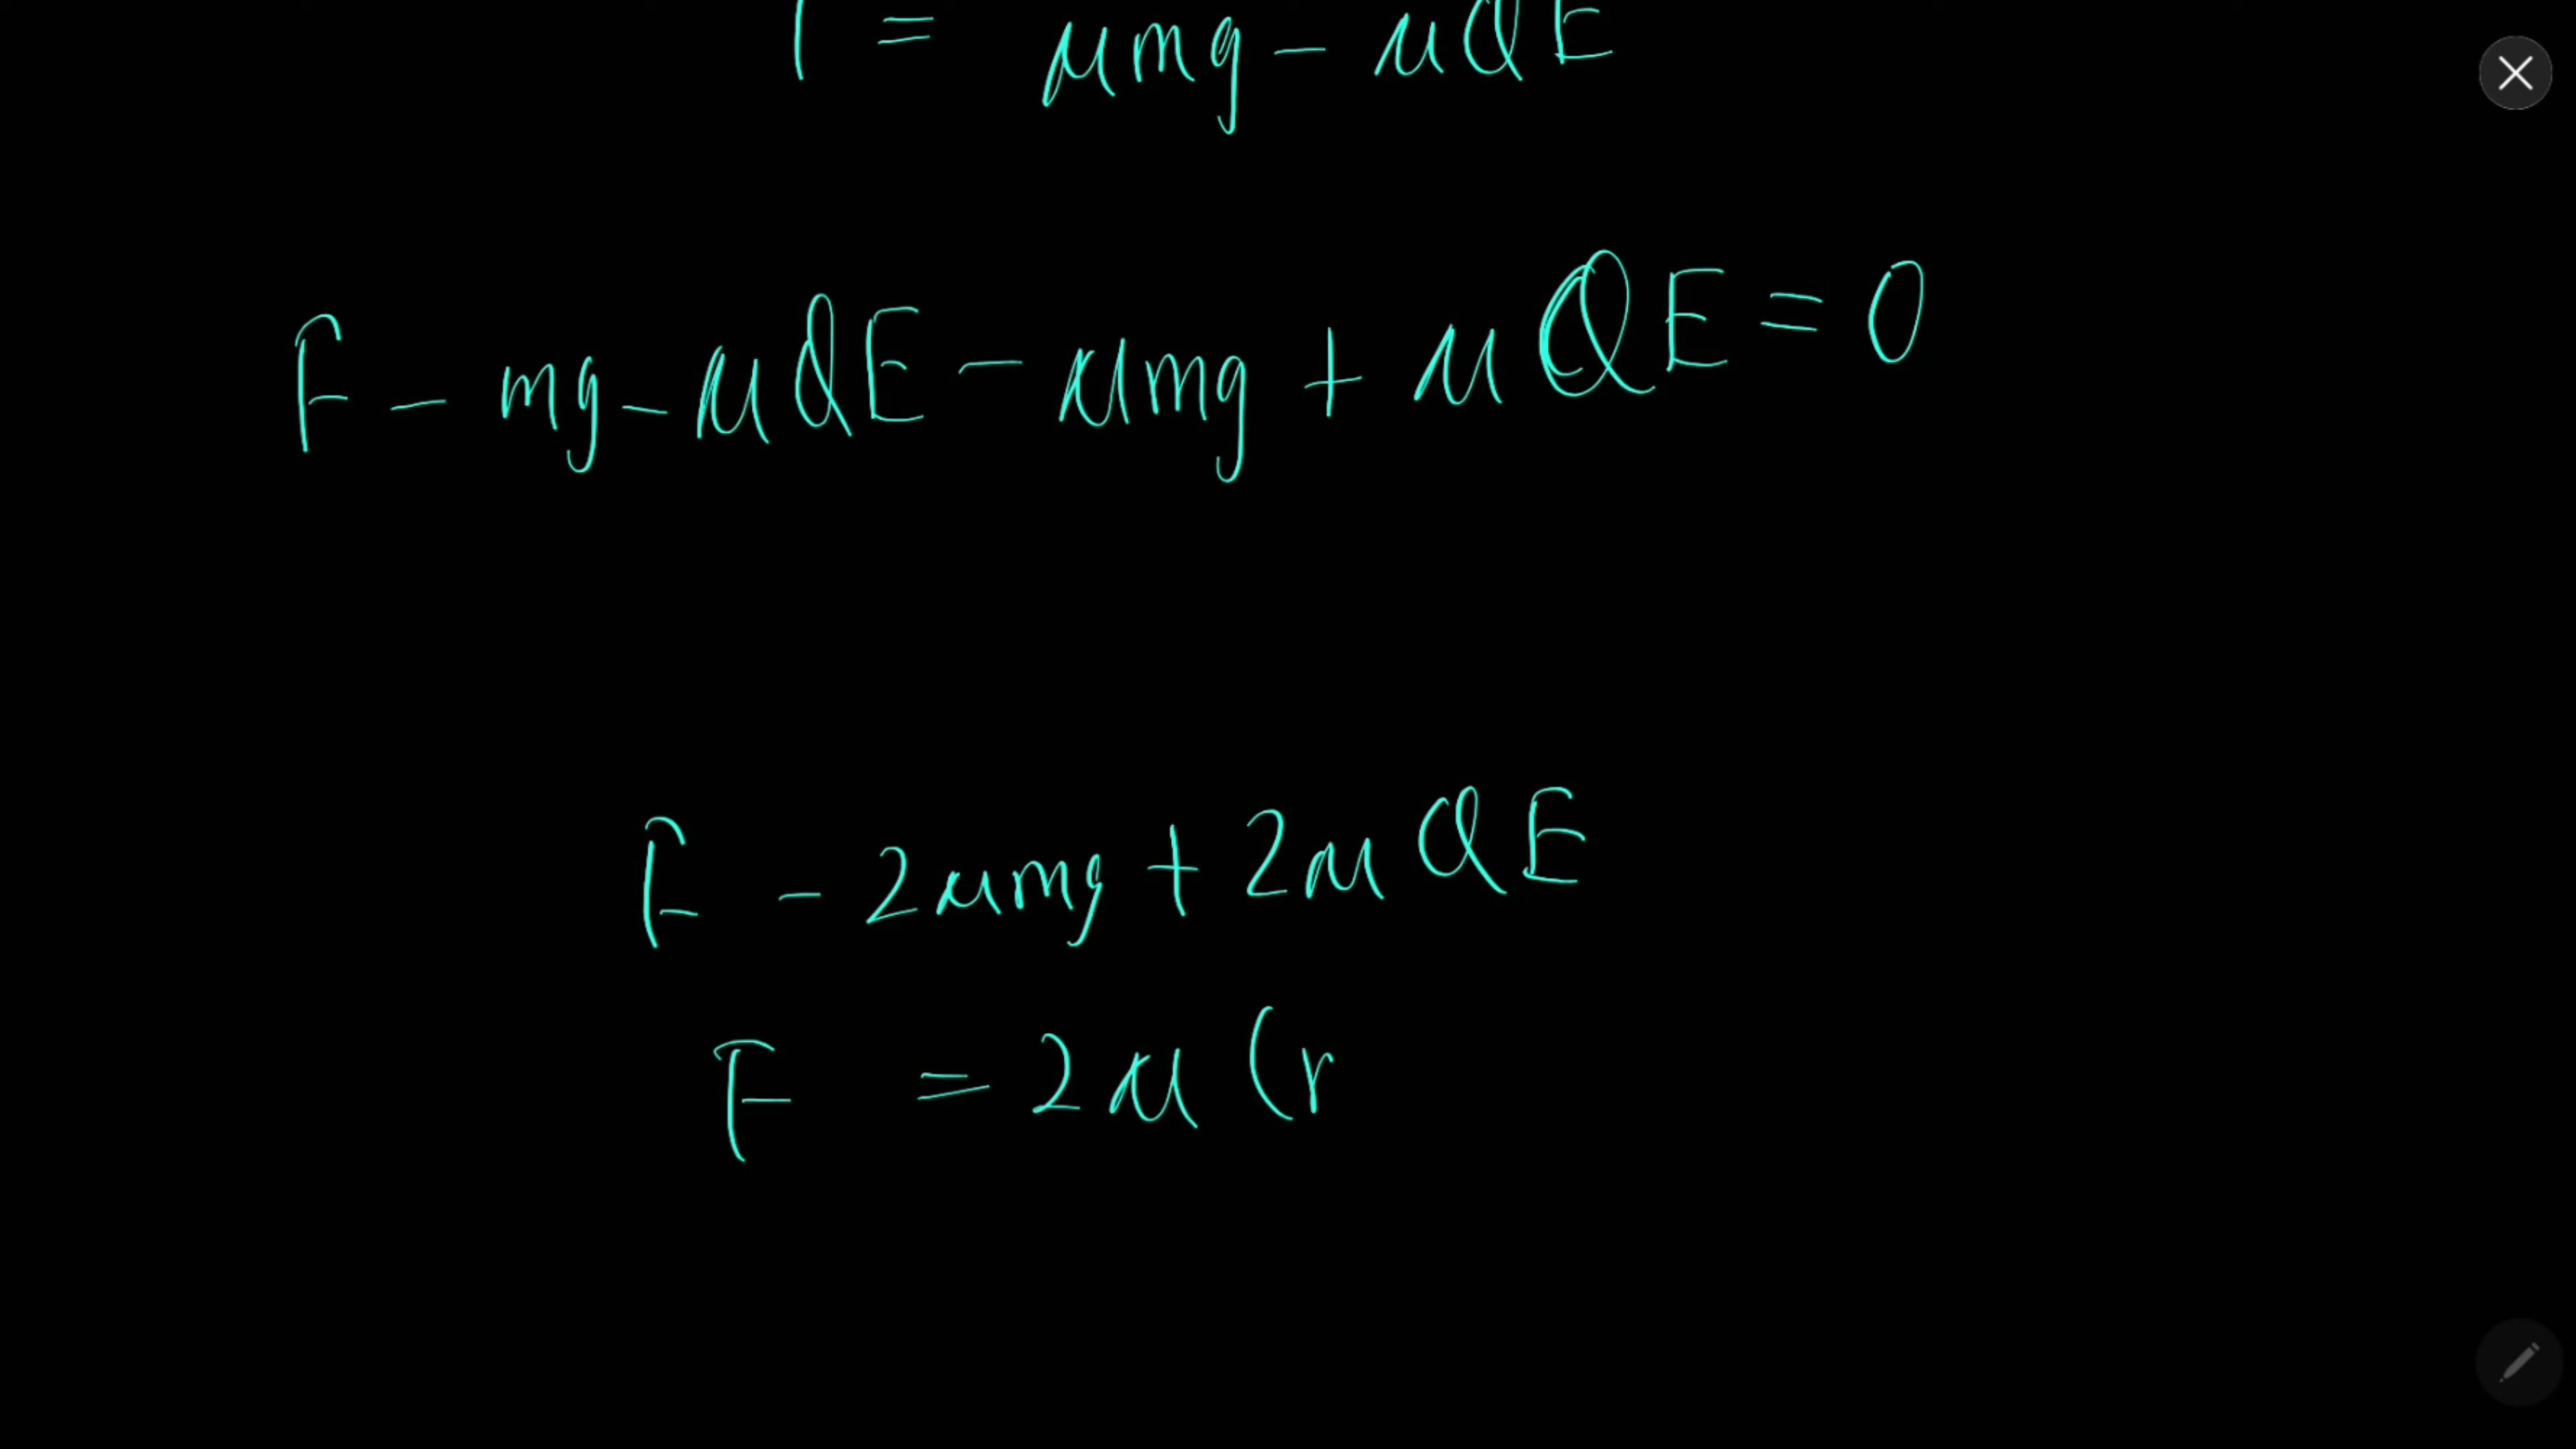 T = μmg - μQE
F - mg - μQE - μmg + μQE = 0
F - 2μmg + 2μQE
F = 2μ (r